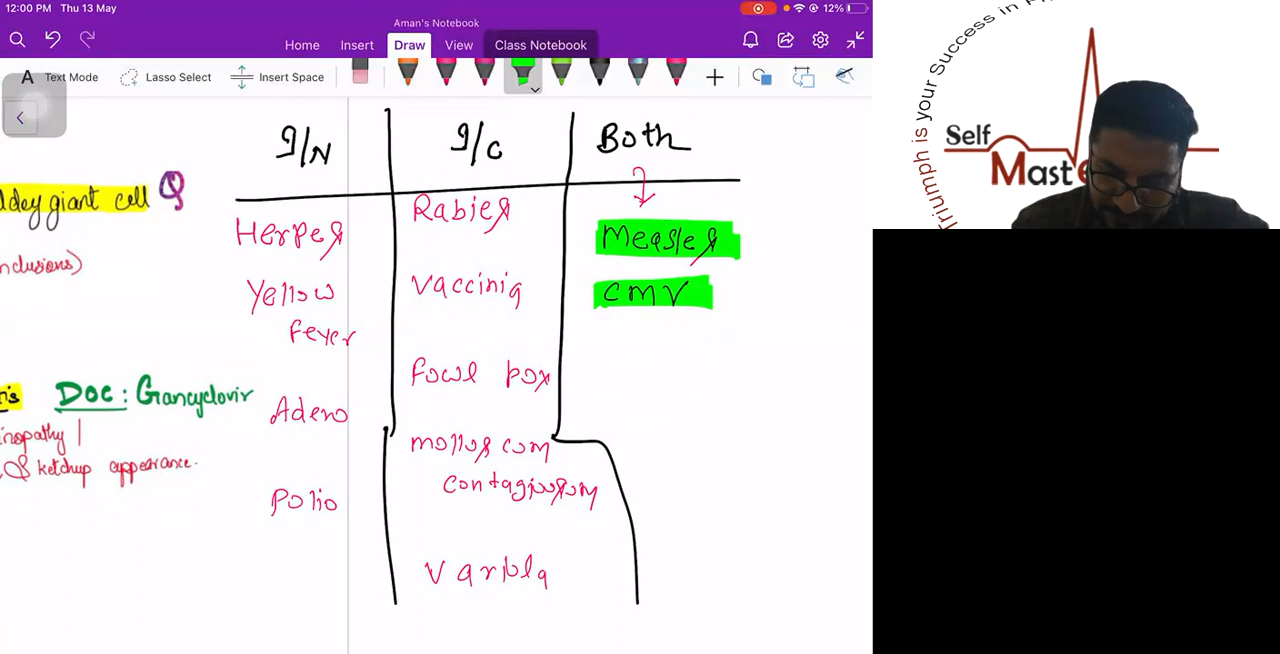 12:00 PM Thu 13 May
12%
Aman's Notebook
Home Insert Draw View Class Notebook
A Text Mode Lasso Select Insert Space
I/N I/C Both
giant cell Q
Herpes Rabies Measles
Yellow Vaccinia CMV
Fever
Fowl pox
DOC: Gancyclovir
Adeno
molluscum
contagiousum
ketchup appearance.
Polio
Variola
Triumph is your Success in
Self
Mast